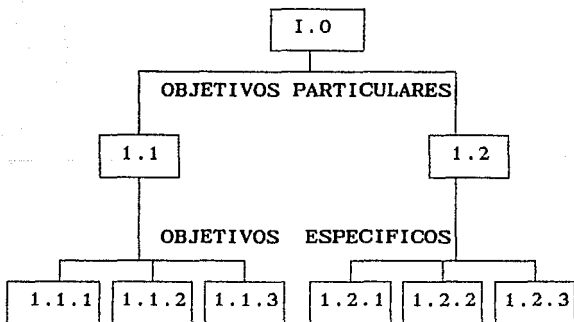 I.0
OBJETIVOS PARTICULARES
1.1 1.2
OBJETIVOS ESPECIFICOS
1.1.1 1.1.2 1.1.3 1.2.1 1.2.2 1.2.3